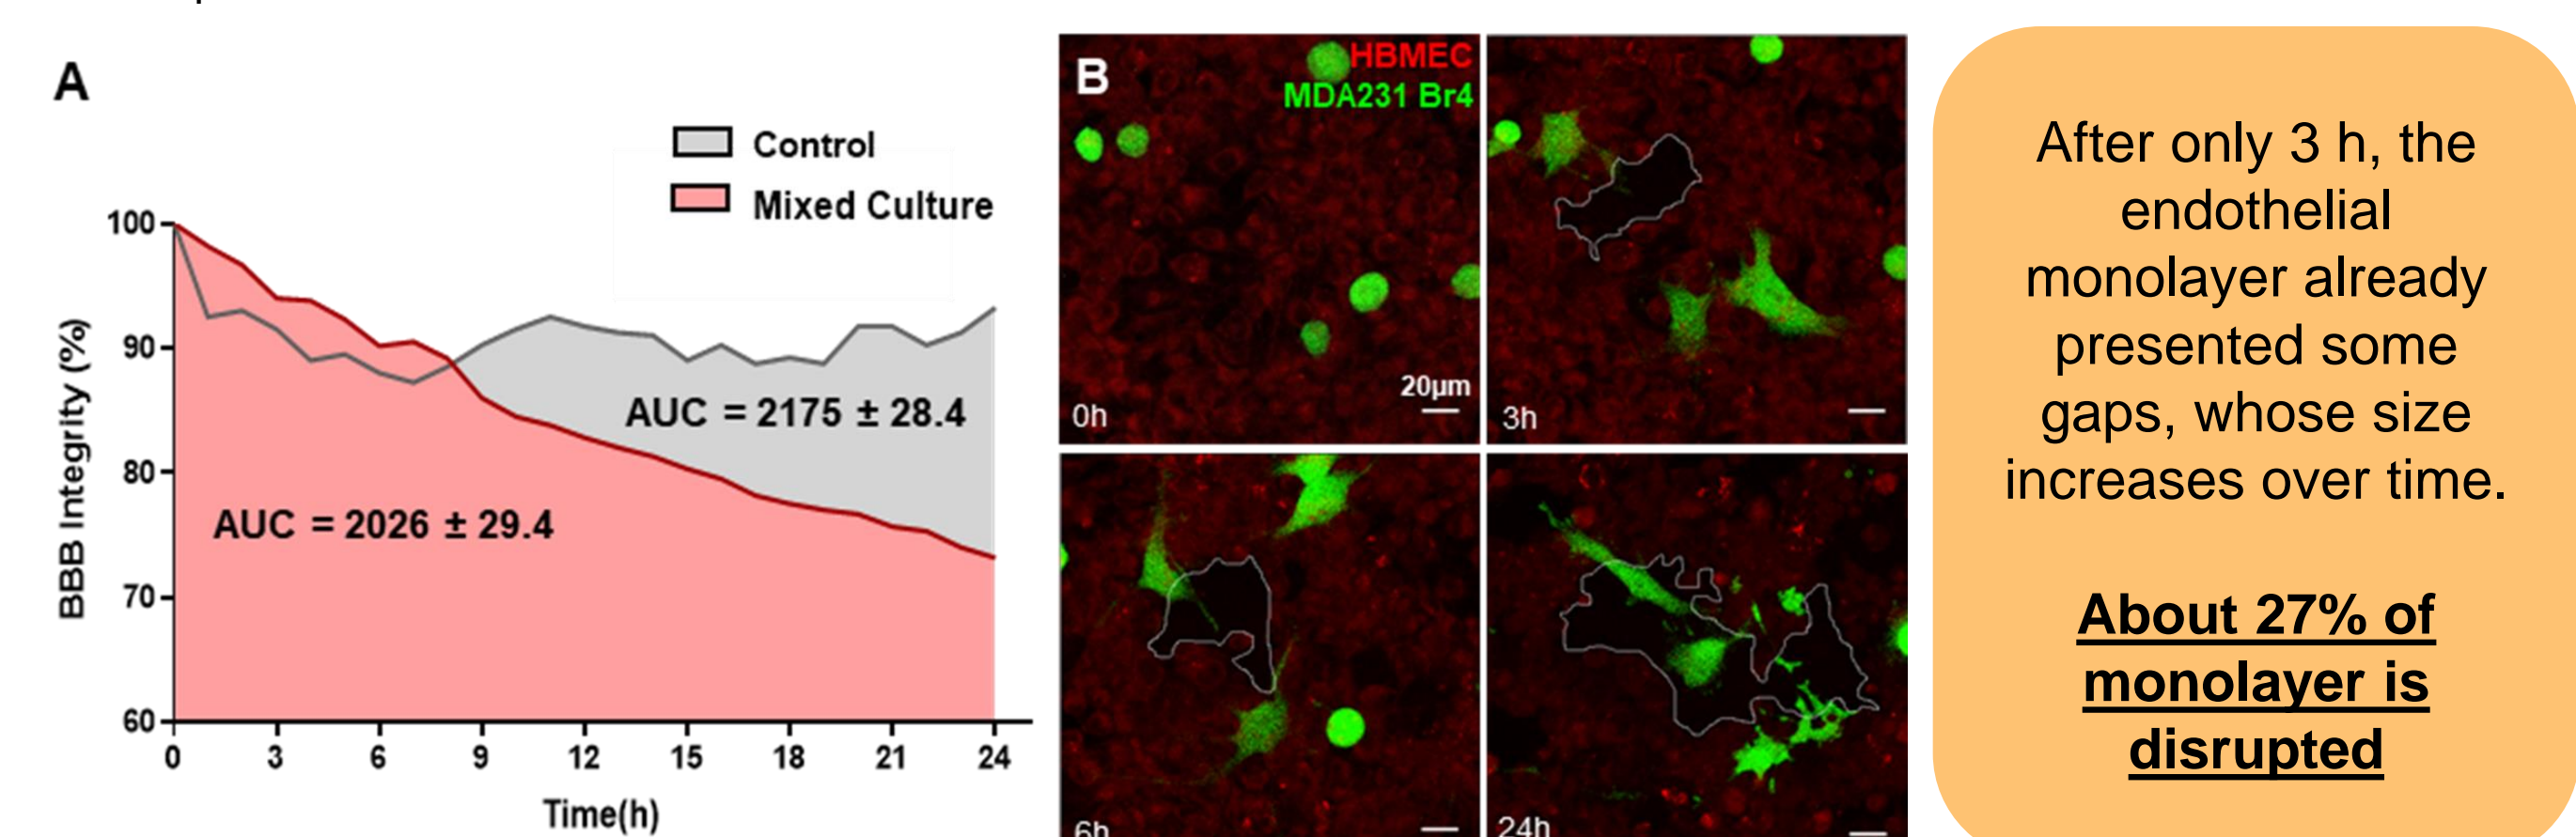 A
Control
Mixed Culture
100
90
80
70
60
BBB Integrity (%)
AUC = 2175 ± 28.4
AUC = 2026 ± 29.4
0 3 6 9 12 15 18 21 24
Time(h)
B
HBMEC
MDA231 Br4
20µm
0h
3h
6h
24h
After only 3 h, the
endothelial
monolayer already
presented some
gaps, whose size
increases over time.
About 27% of
monolayer is
disrupted